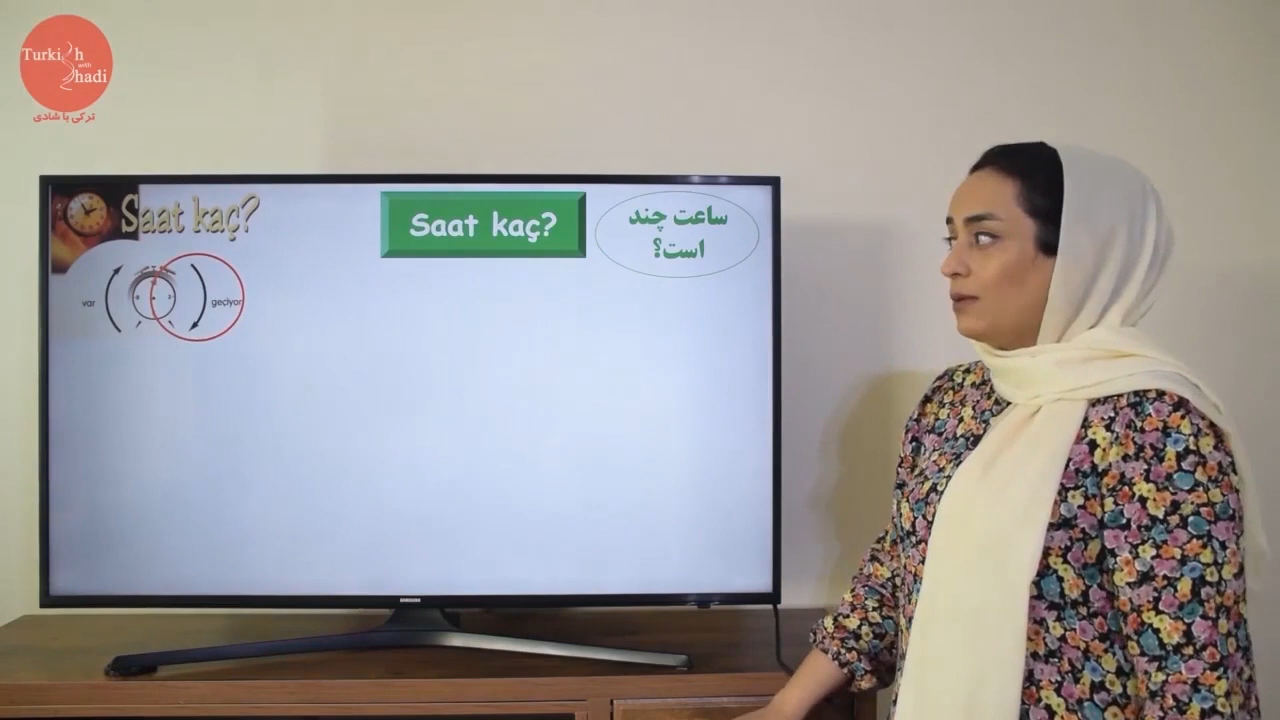 Turkish
with
Shadi
ترکی با شادی
Saat kaç?
Saat kaç?
ساعت چند
است؟
var
geçiyor
SAMSUNG